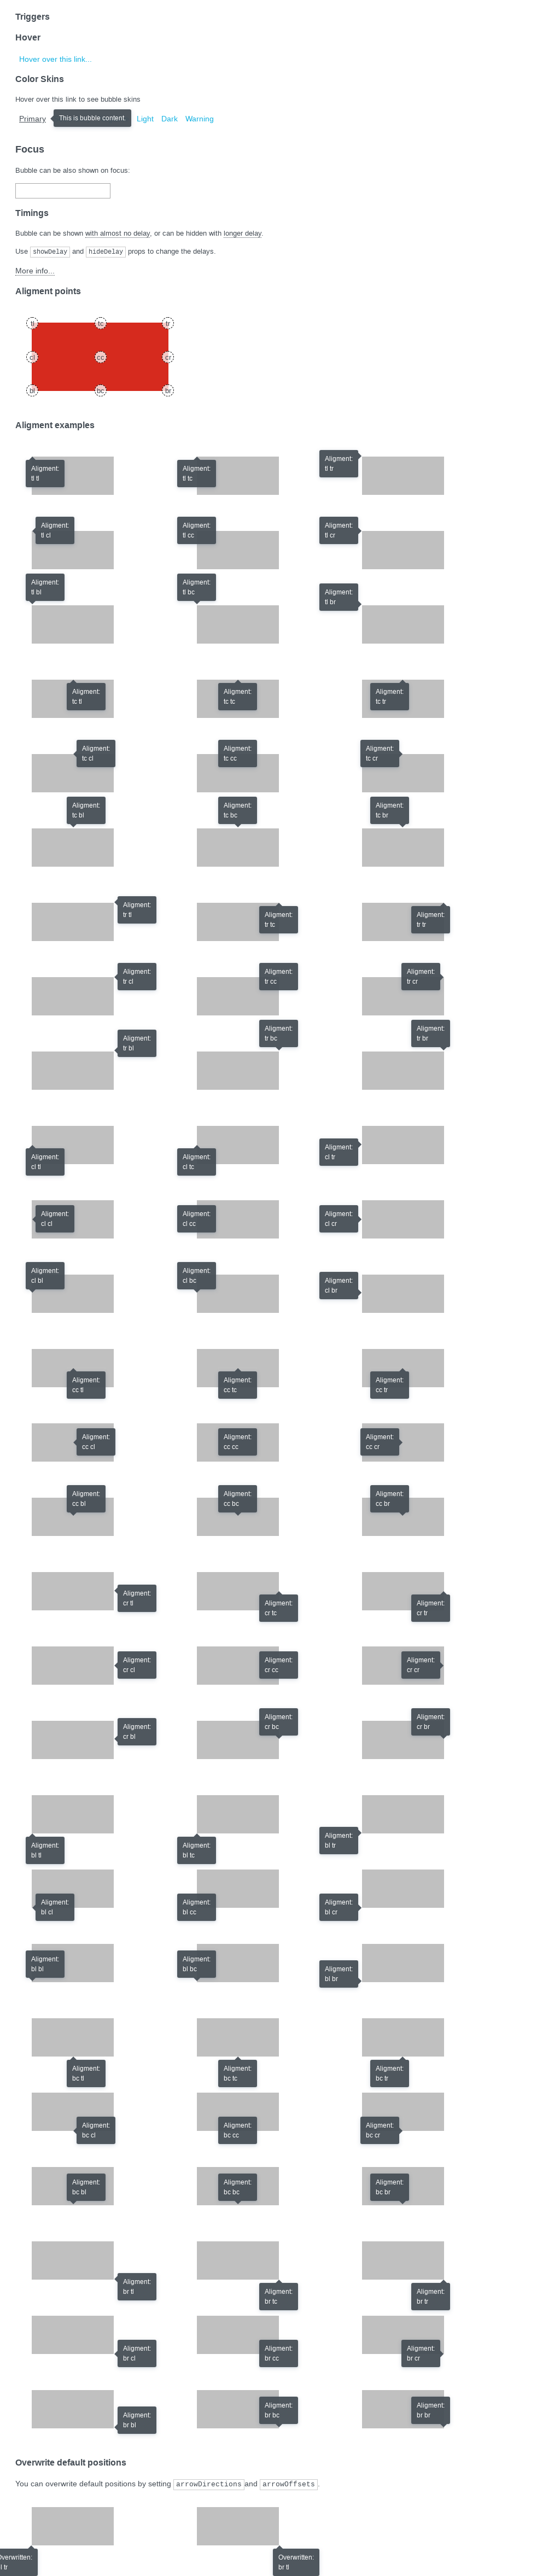 Triggers
Hover
Hover over this link...
Color Skins
Hover over this link to see bubble skins
Primary This is bubble content. Light Dark Warning
Focus
Bubble can be also shown on focus:
Timings
Bubble can be shown with almost no delay, or can be hidden with longer delay.
Use showDelay and hideDelay props to change the delays.
More info...
Aligment points
tl tc tr
cl cc cr
bl bc br
Aligment examples
Aligment:
tl tl
Aligment:
tl tc
Aligment:
tl tr
Aligment:
tl cl
Aligment:
tl cc
Aligment:
tl cr
Aligment:
tl bl
Aligment:
tl bc
Aligment:
tl br
Aligment:
tc tl
Aligment:
tc tc
Aligment:
tc tr
Aligment:
tc cl
Aligment:
tc cc
Aligment:
tc cr
Aligment:
tc bl
Aligment:
tc bc
Aligment:
tc br
Aligment:
tr tl
Aligment:
tr tc
Aligment:
tr tr
Aligment:
tr cl
Aligment:
tr cc
Aligment:
tr cr
Aligment:
tr bl
Aligment:
tr bc
Aligment:
tr br
Aligment:
cl tl
Aligment:
cl tc
Aligment:
cl tr
Aligment:
cl cl
Aligment:
cl cc
Aligment:
cl cr
Aligment:
cl bl
Aligment:
cl bc
Aligment:
cl br
Aligment:
cc tl
Aligment:
cc tc
Aligment:
cc tr
Aligment:
cc cl
Aligment:
cc cc
Aligment:
cc cr
Aligment:
cc bl
Aligment:
cc bc
Aligment:
cc br
Aligment:
cr tl
Aligment:
cr tc
Aligment:
cr tr
Aligment:
cr cl
Aligment:
cr cc
Aligment:
cr cr
Aligment:
cr bl
Aligment:
cr bc
Aligment:
cr br
Aligment:
bl tl
Aligment:
bl tc
Aligment:
bl tr
Aligment:
bl cl
Aligment:
bl cc
Aligment:
bl cr
Aligment:
bl bl
Aligment:
bl bc
Aligment:
bl br
Aligment:
bc tl
Aligment:
bc tc
Aligment:
bc tr
Aligment:
bc cl
Aligment:
bc cc
Aligment:
bc cr
Aligment:
bc bl
Aligment:
bc bc
Aligment:
bc br
Aligment:
br tl
Aligment:
br tc
Aligment:
br tr
Aligment:
br cl
Aligment:
br cc
Aligment:
br cr
Aligment:
br bl
Aligment:
br bc
Aligment:
br br
Overwrite default positions
You can overwrite default positions by setting arrowDirections and arrowOffsets.
verwritten:
l tr
Overwritten:
br tl